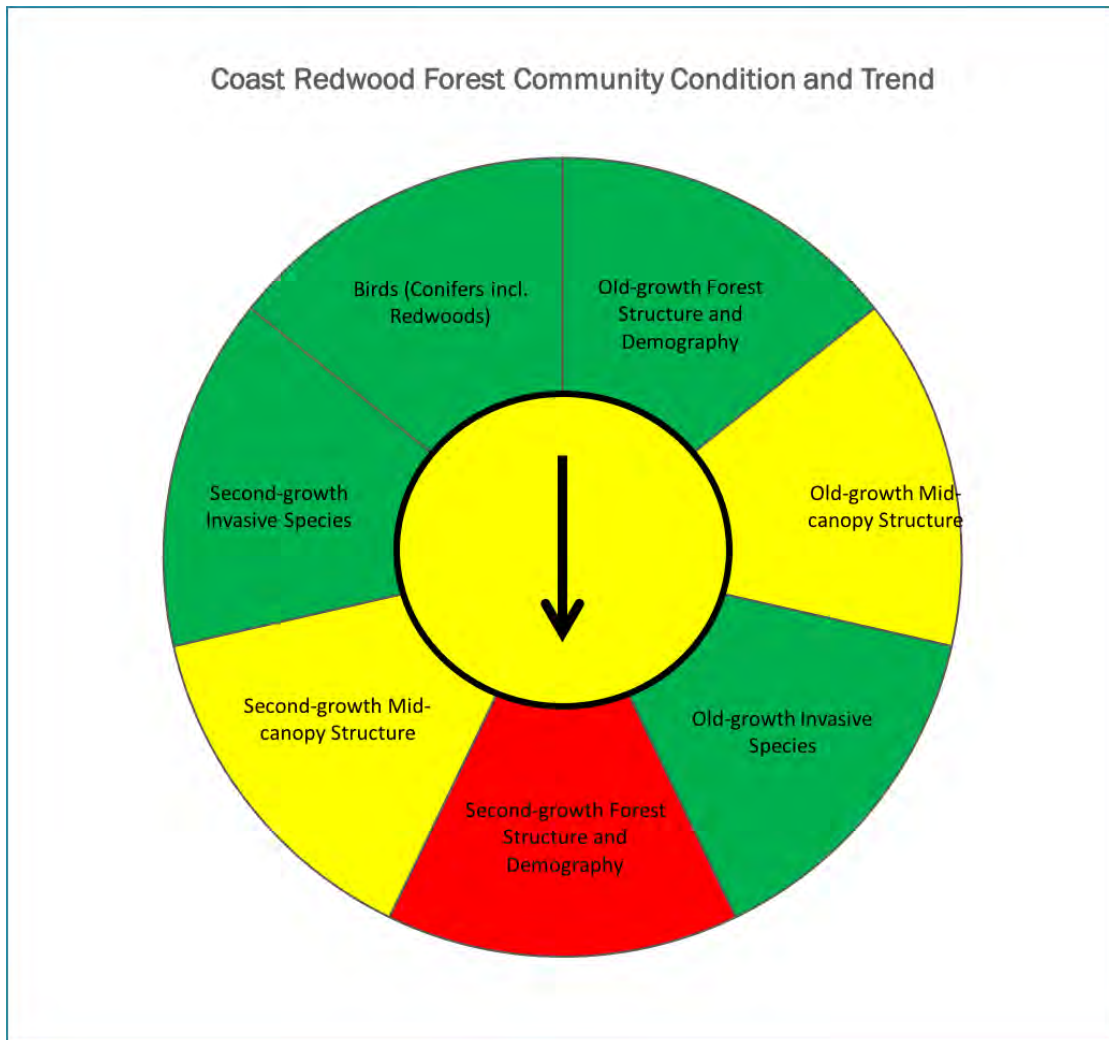 Coast Redwood Forest Community Condition and Trend
Birds (Conifers incl.
Redwoods)
Old-growth Forest
Structure and
Demography
Old-growth Mid-
canopy Structure
Old-growth Invasive
Species
Second-growth Forest
Structure and
Demography
Second-growth Mid-
canopy Structure
Second-growth
Invasive Species